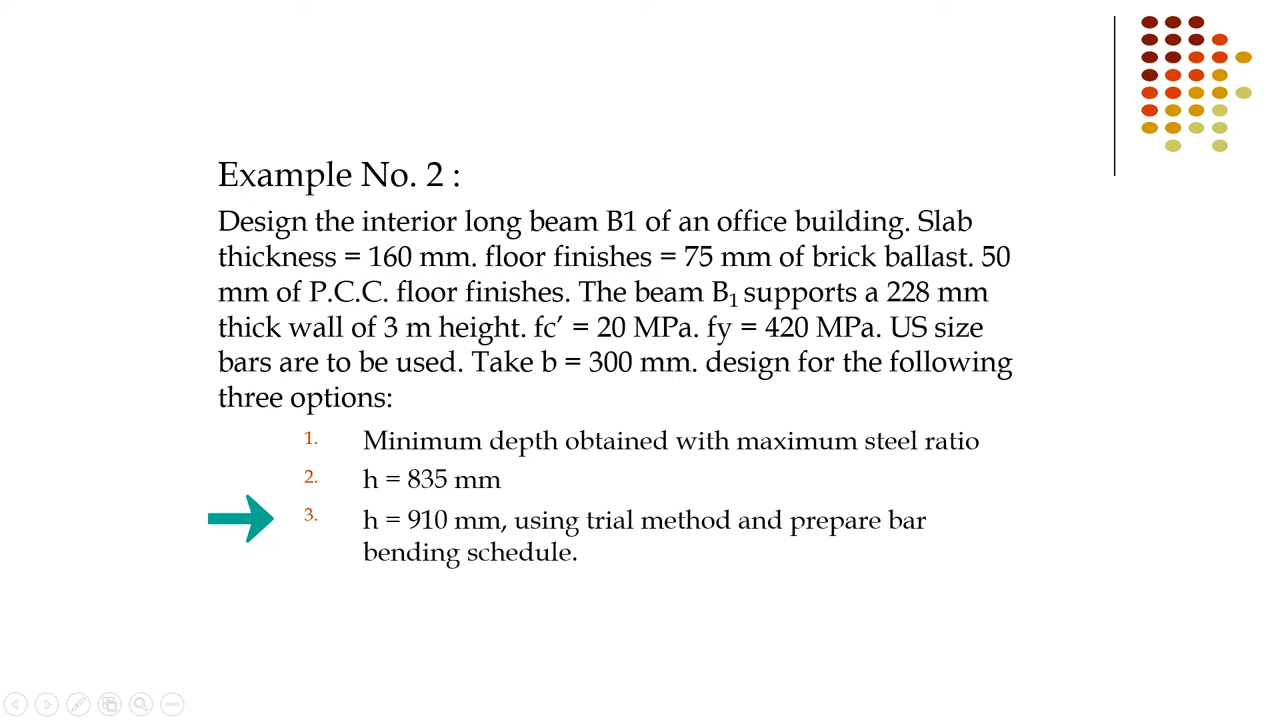 Example No. 2 :
Design the interior long beam B1 of an office building. Slab
thickness = 160 mm. floor finishes = 75 mm of brick ballast. 50
mm of P.C.C. floor finishes. The beam B₁ supports a 228 mm
thick wall of 3 m height. fc’ = 20 MPa. fy = 420 MPa. US size
bars are to be used. Take b = 300 mm. design for the following
three options:
1. Minimum depth obtained with maximum steel ratio
2. h = 835 mm
3. h = 910 mm, using trial method and prepare bar
bending schedule.